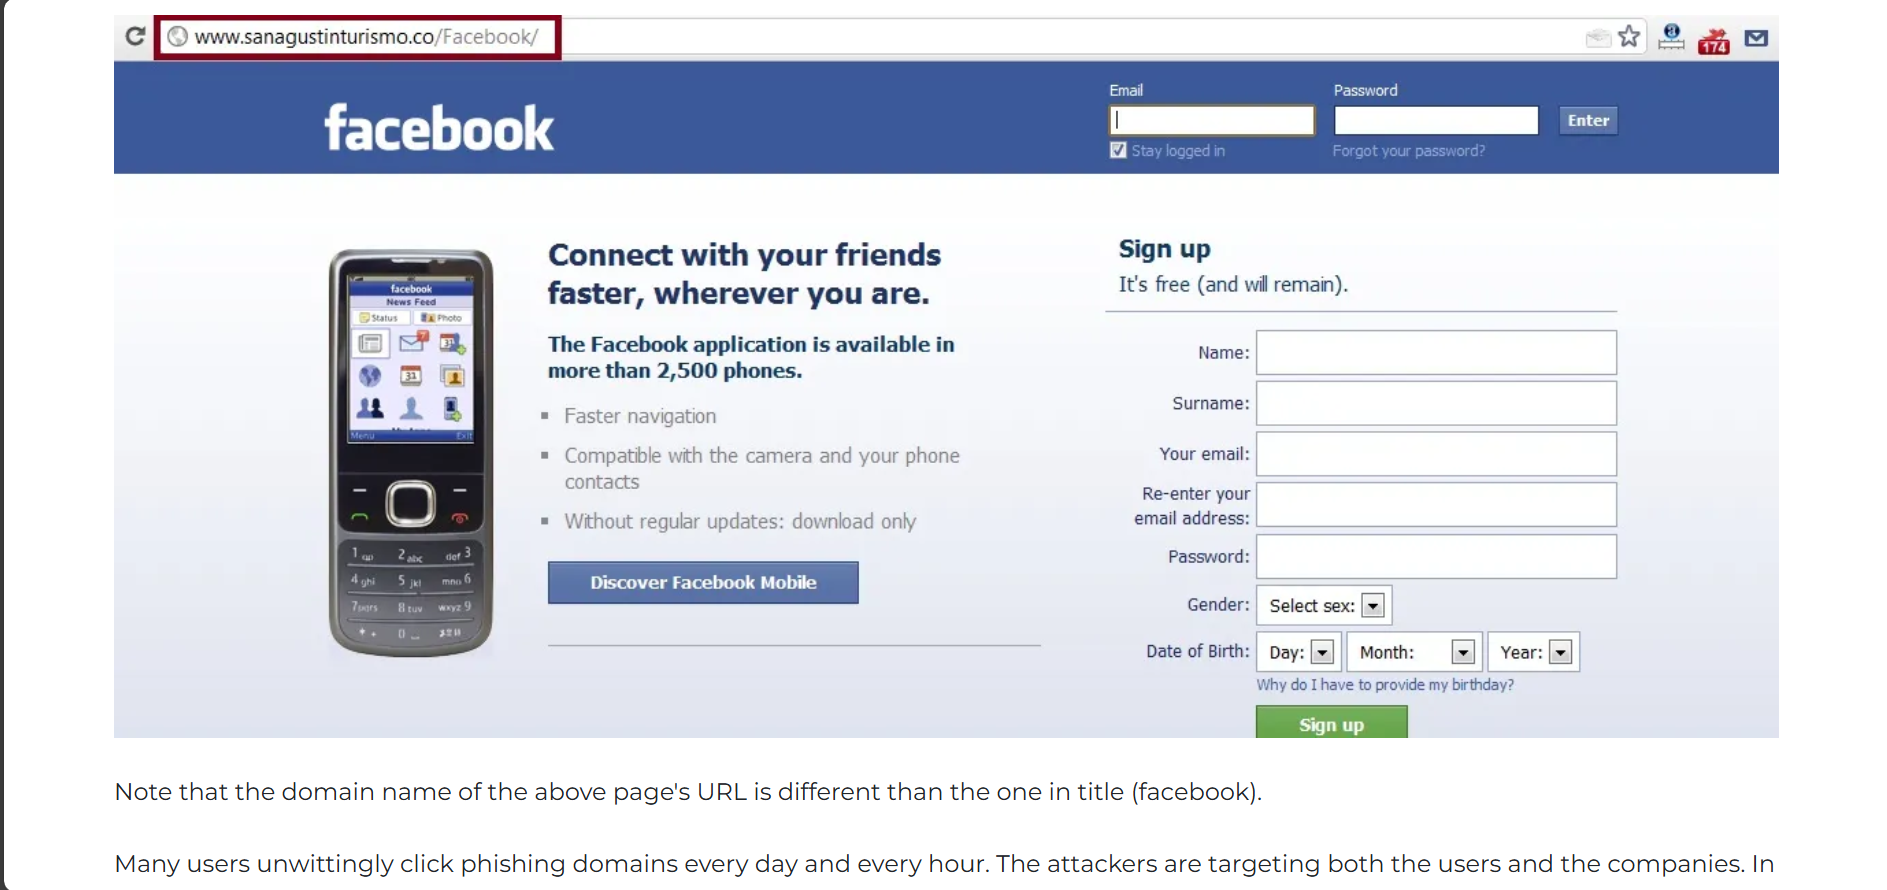 www.sanagustinturismo.co/Facebook/
174
facebook
Email
Password
Enter
Stay logged in
Forgot your password?
Connect with your friends
faster, wherever you are.
The Facebook application is available in
more than 2,500 phones.
Faster navigation
Compatible with the camera and your phone
contacts
Without regular updates: download only
Discover Facebook Mobile
facebook
News Feed
Status
Photo
7
31
31
Menu
Exit
1
2 abc
def 3
4 ghi
5 jkl
mno 6
7pqrs
8 tuv
wxyz 9
Sign up
It's free (and will remain).
Name:
Surname:
Your email:
Re-enter your
email address:
Password:
Gender:
Select sex:
Date of Birth:
Day:
Month:
Year:
Why do I have to provide my birthday?
Sign up
Note that the domain name of the above page's URL is different than the one in title (facebook).
Many users unwittingly click phishing domains every day and every hour. The attackers are targeting both the users and the companies. In